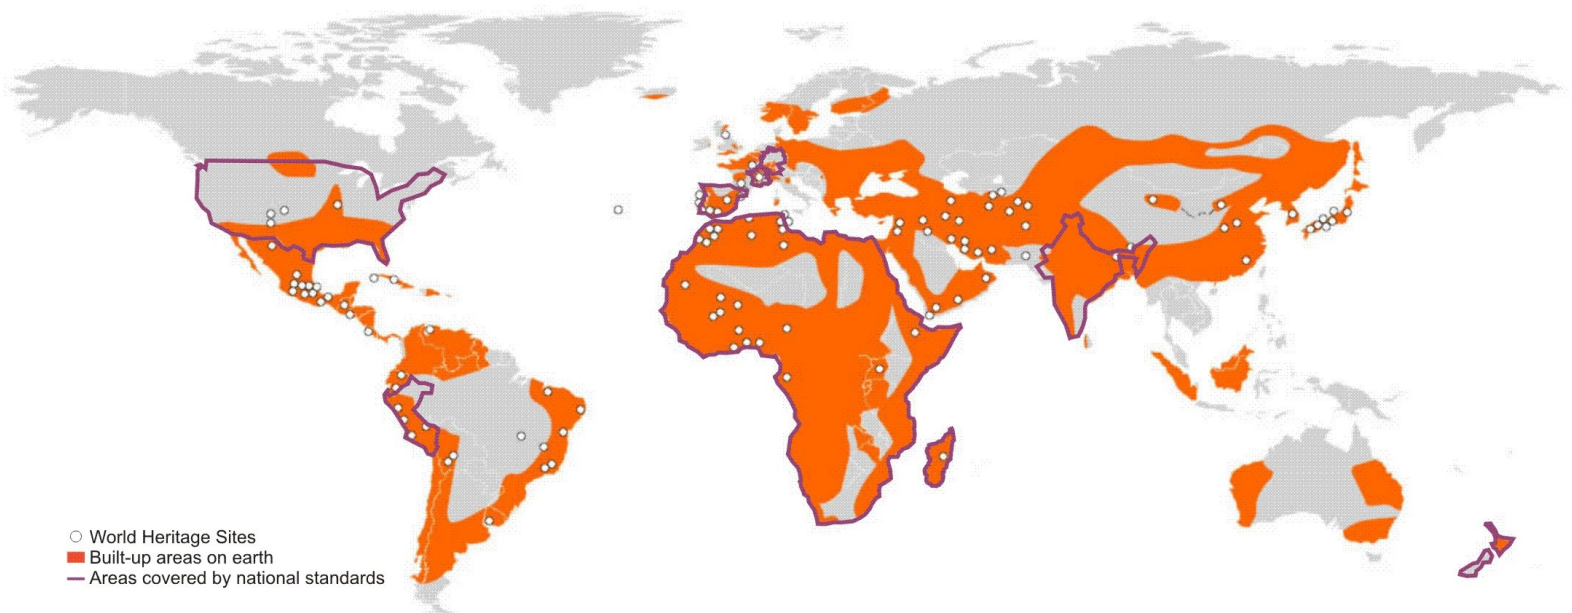 World Heritage Sites
Built-up areas on earth
Areas covered by national standards